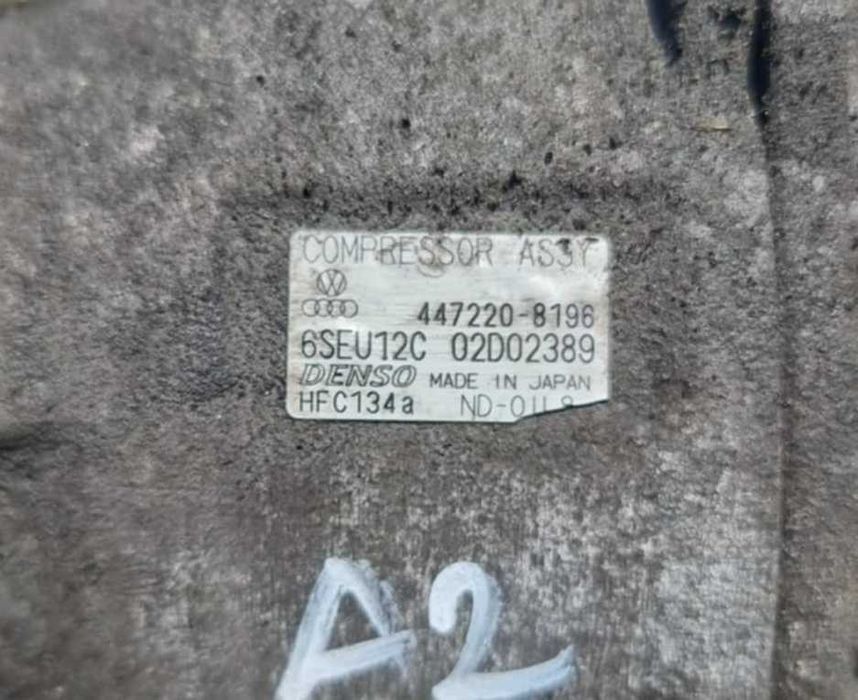 COMPRESSOR ASSY
447220-8196
6SEU12C 02D02389
DENSO MADE IN JAPAN
HFC134a ND-OIL8
A2